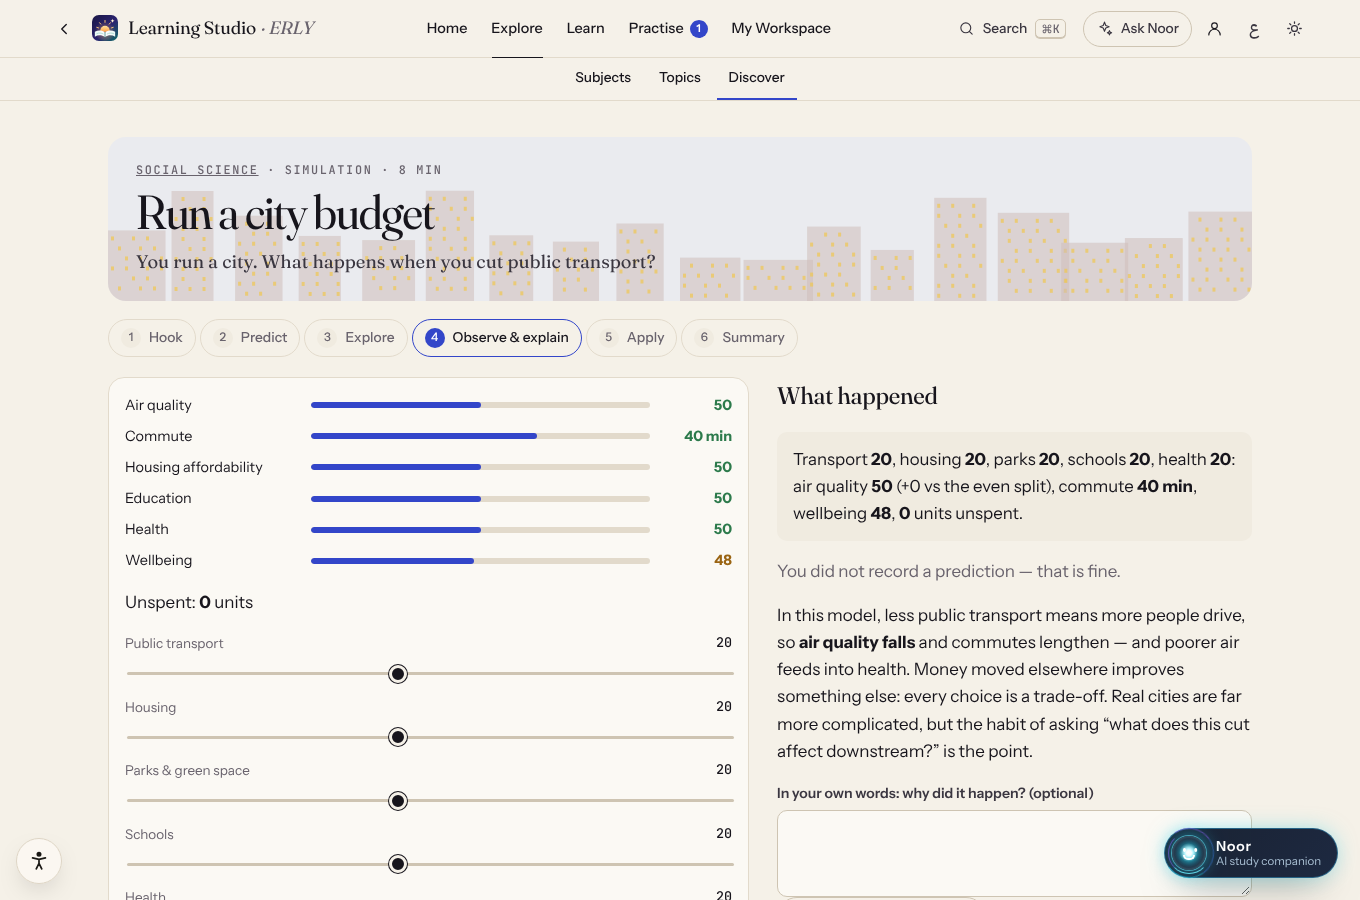 Learning Studio · ERLY
Home
Explore
Learn
Practise 1
My Workspace
Search ⌘K
Ask Noor
ع
Subjects
Topics
Discover
SOCIAL SCIENCE · SIMULATION · 8 MIN
Run a city budget
You run a city. What happens when you cut public transport?
1 Hook
2 Predict
3 Explore
4 Observe & explain
5 Apply
6 Summary
Air quality 50
Commute 40 min
Housing affordability 50
Education 50
Health 50
Wellbeing 48
Unspent: 0 units
Public transport 20
Housing 20
Parks & green space 20
Schools 20
Health 20
What happened
Transport 20, housing 20, parks 20, schools 20, health 20:
air quality 50 (+0 vs the even split), commute 40 min,
wellbeing 48, 0 units unspent.
You did not record a prediction — that is fine.
In this model, less public transport means more people drive,
so air quality falls and commutes lengthen — and poorer air
feeds into health. Money moved elsewhere improves
something else: every choice is a trade-off. Real cities are far
more complicated, but the habit of asking “what does this cut
affect downstream?” is the point.
In your own words: why did it happen? (optional)
Noor
AI study companion